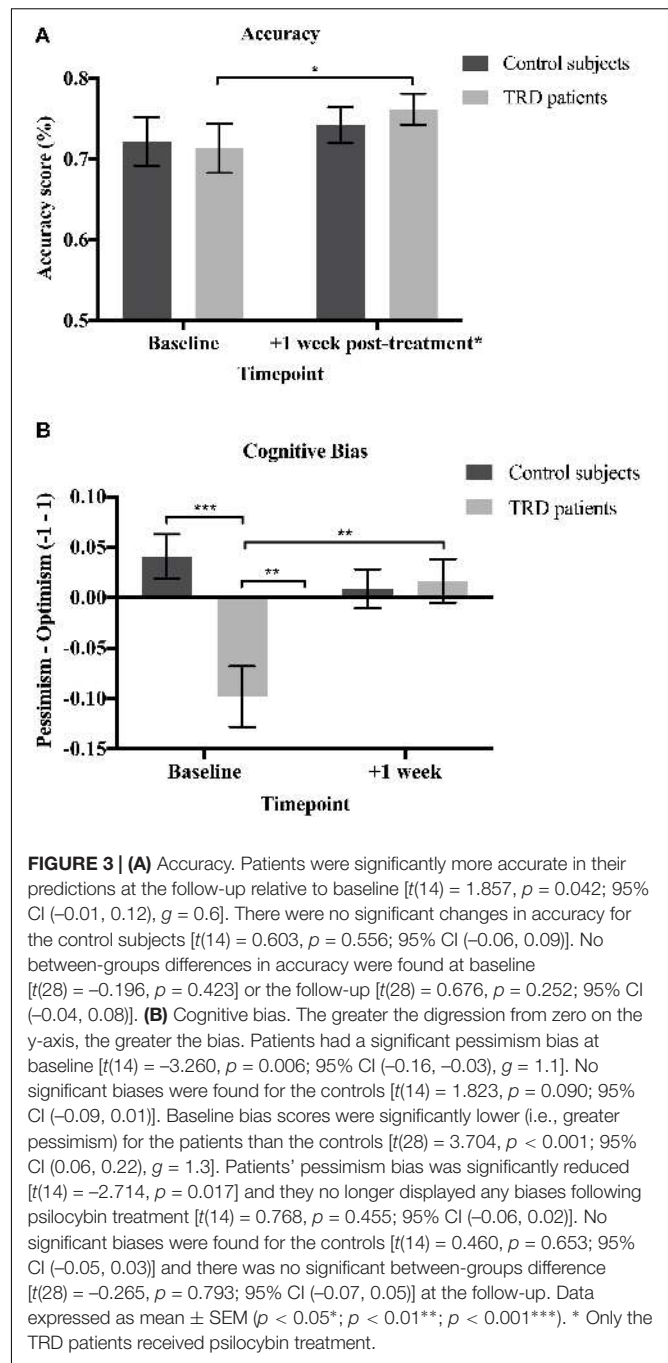 A
Accuracy
Control subjects
TRD patients
*
0.8
0.7
0.6
0.5
Accuracy score (%)
Baseline
+1 week post-treatment*
Timepoint
B
Cognitive Bias
Control subjects
TRD patients
***
**
**
0.10
0.05
0.00
-0.05
-0.10
-0.15
Pessimism - Optimism (-1 - 1)
Baseline
+1 week
Timepoint
FIGURE 3 | (A) Accuracy. Patients were significantly more accurate in their
predictions at the follow-up relative to baseline [t(14) = 1.857, p = 0.042; 95%
CI (–0.01, 0.12), g = 0.6]. There were no significant changes in accuracy for
the control subjects [t(14) = 0.603, p = 0.556; 95% CI (–0.06, 0.09)]. No
between-groups differences in accuracy were found at baseline
[t(28) = –0.196, p = 0.423] or the follow-up [t(28) = 0.676, p = 0.252; 95% CI
(–0.04, 0.08)]. (B) Cognitive bias. The greater the digression from zero on the
y-axis, the greater the bias. Patients had a significant pessimism bias at
baseline [t(14) = –3.260, p = 0.006; 95% CI (–0.16, –0.03), g = 1.1]. No
significant biases were found for the controls [t(14) = 1.823, p = 0.090; 95%
CI (–0.09, 0.01)]. Baseline bias scores were significantly lower (i.e., greater
pessimism) for the patients than the controls [t(28) = 3.704, p < 0.001; 95%
CI (0.06, 0.22), g = 1.3]. Patients' pessimism bias was significantly reduced
[t(14) = –2.714, p = 0.017] and they no longer displayed any biases following
psilocybin treatment [t(14) = 0.768, p = 0.455; 95% CI (–0.06, 0.02)]. No
significant biases were found for the controls [t(14) = 0.460, p = 0.653; 95%
CI (–0.05, 0.03)] and there was no significant between-groups difference
[t(28) = –0.265, p = 0.793; 95% CI (–0.07, 0.05)] at the follow-up. Data
expressed as mean ± SEM (p < 0.05*; p < 0.01**; p < 0.001***). * Only the
TRD patients received psilocybin treatment.